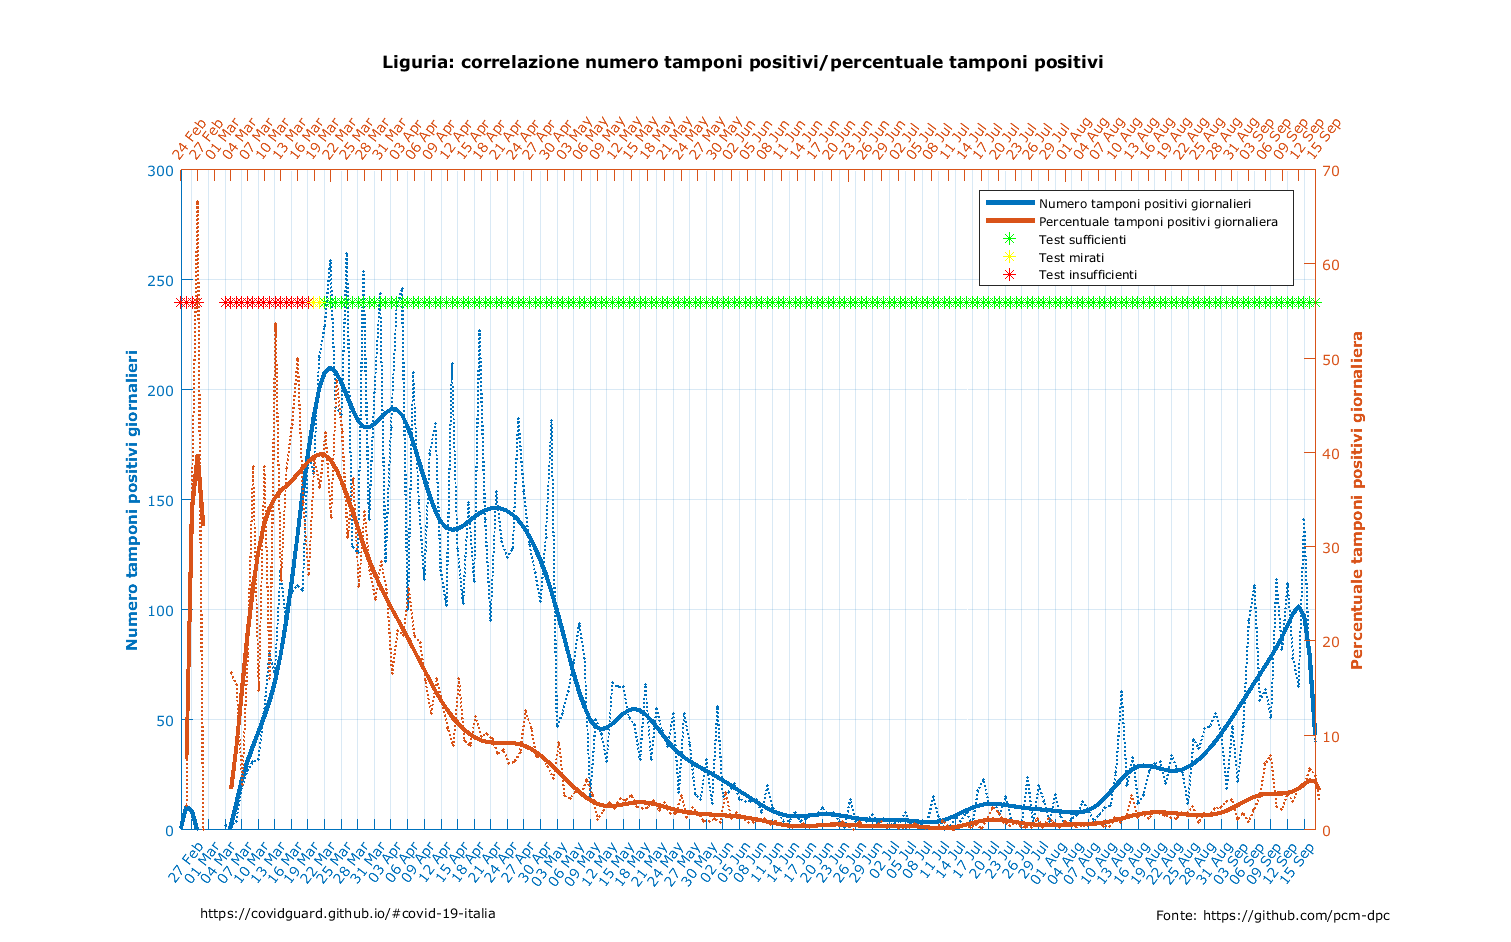 Liguria: correlazione numero tamponi positivi/percentuale tamponi positivi
24 Feb 27 Feb 01 Mar 04 Mar 07 Mar 10 Mar 13 Mar 16 Mar 19 Mar 22 Mar 25 Mar 28 Mar 31 Mar 03 Apr 06 Apr 09 Apr 12 Apr 15 Apr 18 Apr 21 Apr 24 Apr 27 Apr 30 Apr 03 May 06 May 09 May 12 May 15 May 18 May 21 May 24 May 27 May 30 May 02 Jun 05 Jun 08 Jun 11 Jun 14 Jun 17 Jun 20 Jun 23 Jun 26 Jun 29 Jun 02 Jul 05 Jul 08 Jul 11 Jul 14 Jul 17 Jul 20 Jul 23 Jul 26 Jul 29 Jul 01 Aug 04 Aug 07 Aug 10 Aug 13 Aug 16 Aug 19 Aug 22 Aug 25 Aug 28 Aug 31 Aug 03 Sep 06 Sep 09 Sep 12 Sep 15 Sep
300
250
200
150
100
50
0
Numero tamponi positivi giornalieri
Numero tamponi positivi giornalieri
Percentuale tamponi positivi giornaliera
Test sufficienti
Test mirati
Test insufficienti
70
60
50
40
30
20
10
0
Percentuale tamponi positivi giornaliera
27 Feb 01 Mar 04 Mar 07 Mar 10 Mar 13 Mar 16 Mar 19 Mar 22 Mar 25 Mar 28 Mar 31 Mar 03 Apr 06 Apr 09 Apr 12 Apr 15 Apr 18 Apr 21 Apr 24 Apr 27 Apr 30 Apr 03 May 06 May 09 May 12 May 15 May 18 May 21 May 24 May 27 May 30 May 02 Jun 05 Jun 08 Jun 11 Jun 14 Jun 17 Jun 20 Jun 23 Jun 26 Jun 29 Jun 02 Jul 05 Jul 08 Jul 11 Jul 14 Jul 17 Jul 20 Jul 23 Jul 26 Jul 29 Jul 01 Aug 04 Aug 07 Aug 10 Aug 13 Aug 16 Aug 19 Aug 22 Aug 25 Aug 28 Aug 31 Aug 03 Sep 06 Sep 09 Sep 12 Sep 15 Sep
https://covidguard.github.io/#covid-19-italia
Fonte: https://github.com/pcm-dpc